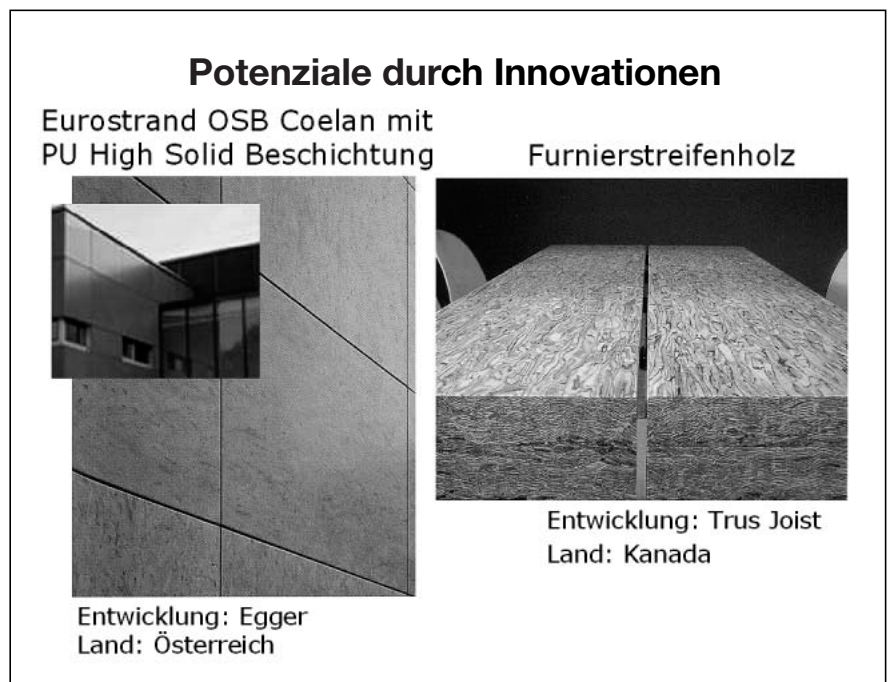 Potenziale durch Innovationen
Eurostrand OSB Coelan mit
PU High Solid Beschichtung
Furnierstreifenholz
Entwicklung: Trus Joist
Land: Kanada
Entwicklung: Egger
Land: Österreich